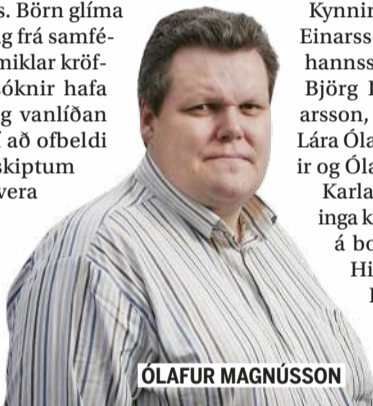 s. Börn glíma
g frá samfé-
miklar kröf-
óknir hafa
g vanlíðan
að ofbeldi
skiptum
vera
Kynnin
Einarss
hannss
Björg
arsson,
Lára Óla
ir og Óla
Karla
inga k
á bo
Hi
ÓLAFUR MAGNÚSSON